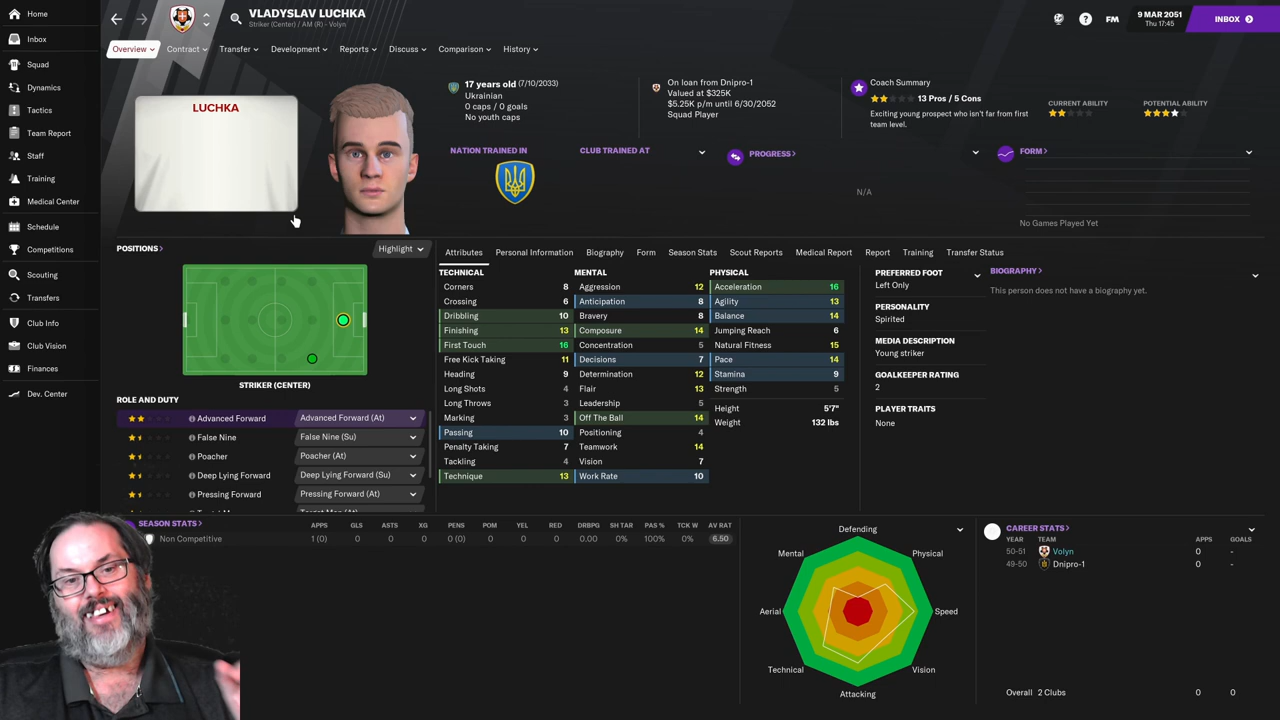 Home
Inbox
Squad
Dynamics
Tactics
Team Report
Staff
Training
Medical Center
Schedule
Competitions
Scouting
Transfers
Club Info
Club Vision
Finances
Dev. Center
VLADYSLAV LUCHKA
Striker (Center) / AM (R) - Volyn
FM
9 MAR 2051
Thu 17:45
INBOX
Overview
Contract
Transfer
Development
Reports
Discuss
Comparison
History
LUCHKA
17 years old (7/10/2033)
Ukrainian
0 caps / 0 goals
No youth caps
On loan from Dnipro-1
Valued at $325K
$5.25K p/m until 6/30/2052
Squad Player
Coach Summary
13 Pros / 5 Cons
Exciting young prospect who isn't far from first
team level.
CURRENT ABILITY
POTENTIAL ABILITY
NATION TRAINED IN
CLUB TRAINED AT
PROGRESS
N/A
FORM
No Games Played Yet
POSITIONS
Highlight
STRIKER (CENTER)
ROLE AND DUTY
Advanced Forward Advanced Forward (At)
False Nine False Nine (Su)
Poacher Poacher (At)
Deep Lying Forward Deep Lying Forward (Su)
Pressing Forward Pressing Forward (At)
Attributes Personal Information Biography Form Season Stats Scout Reports Medical Report Report Training Transfer Status
TECHNICAL
Corners 8
Crossing 6
Dribbling 10
Finishing 13
First Touch 16
Free Kick Taking 11
Heading 9
Long Shots 4
Long Throws 3
Marking 3
Passing 10
Penalty Taking 7
Tackling 4
Technique 13
MENTAL
Aggression 12
Anticipation 8
Bravery 8
Composure 14
Concentration 5
Decisions 7
Determination 12
Flair 13
Leadership 5
Off The Ball 14
Positioning 4
Teamwork 14
Vision 7
Work Rate 10
PHYSICAL
Acceleration 16
Agility 13
Balance 14
Jumping Reach 6
Natural Fitness 15
Pace 14
Stamina 9
Strength 5
Height 5'7"
Weight 132 lbs
PREFERRED FOOT
Left Only
PERSONALITY
Spirited
MEDIA DESCRIPTION
Young striker
GOALKEEPER RATING
2
PLAYER TRAITS
None
BIOGRAPHY
This person does not have a biography yet.
SEASON STATS APPS GLS ASTS XG PENS POM YEL RED DRBPG SH TAR PAS % TCK W AV RAT
Non Competitive 1 (0) 0 0 0 0 (0) 0 0 0 0.00 0% 100% 0% 6.50
Defending
Physical
Speed
Vision
Attacking
Technical
Aerial
Mental
CAREER STATS
YEAR TEAM APPS GOALS
50-51 Volyn 0 -
49-50 Dnipro-1 0 -
Overall 2 Clubs 0 0